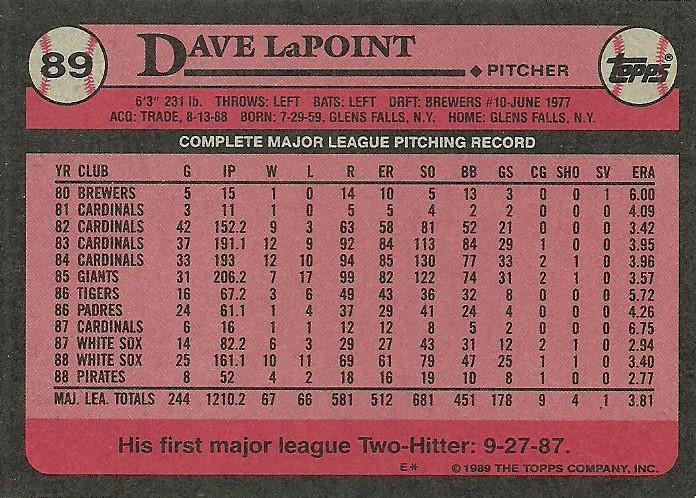 89
DAVE LaPOINT
PITCHER
TOPPS®
6'3" 231 lb. THROWS: LEFT BATS: LEFT DRFT: BREWERS #10-JUNE 1977
ACQ: TRADE, 8-13-88 BORN: 7-29-59, GLENS FALLS, N.Y. HOME: GLENS FALLS, N.Y.
COMPLETE MAJOR LEAGUE PITCHING RECORD
YR CLUB G IP W L R ER SO BB GS CG SHO SV ERA
80 BREWERS 5 15 1 0 14 10 5 13 3 0 0 1 6.00
81 CARDINALS 3 11 1 0 5 5 4 2 2 0 0 0 4.09
82 CARDINALS 42 152.2 9 3 63 58 81 52 21 0 0 0 3.42
83 CARDINALS 37 191.1 12 9 92 84 113 84 29 1 0 0 3.95
84 CARDINALS 33 193 12 10 94 85 130 77 33 2 1 0 3.96
85 GIANTS 31 206.2 7 17 99 82 122 74 31 2 1 0 3.57
86 TIGERS 16 67.2 3 6 49 43 36 32 8 0 0 0 5.72
86 PADRES 24 61.1 1 4 37 29 41 24 4 0 0 0 4.26
87 CARDINALS 6 16 1 1 12 12 8 5 2 0 0 0 6.75
87 WHITE SOX 14 82.2 6 3 29 27 43 31 12 2 1 0 2.94
88 WHITE SOX 25 161.1 10 11 69 61 79 47 25 1 1 0 3.40
88 PIRATES 8 52 4 2 18 16 19 10 8 1 0 0 2.77
MAJ. LEA. TOTALS 244 1210.2 67 66 581 512 681 451 178 9 4 1 3.81
His first major league Two-Hitter: 9-27-87.
E* © 1989 THE TOPPS COMPANY, INC.